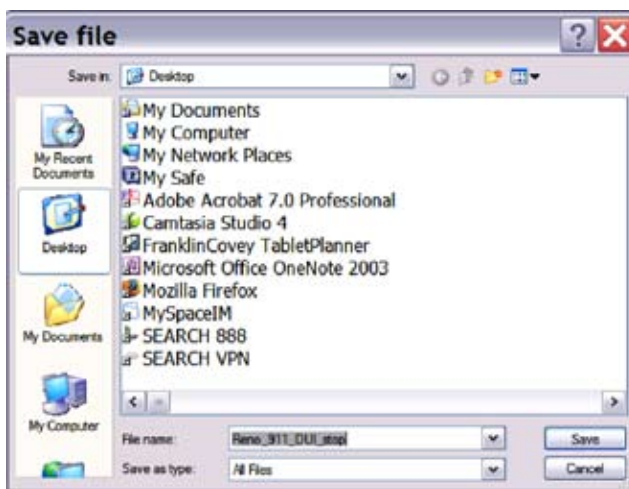 Save file
Save in: Desktop
My Recent Documents
Desktop
My Documents
My Computer
My Documents
My Computer
My Network Places
My Safe
Adobe Acrobat 7.0 Professional
Camtasia Studio 4
FranklinCovey TabletPlanner
Microsoft Office OneNote 2003
Mozilla Firefox
MySpaceIM
SEARCH 888
SEARCH VPN
File name: Reno_911_DUI_stop Save
Save as type: All Files Cancel